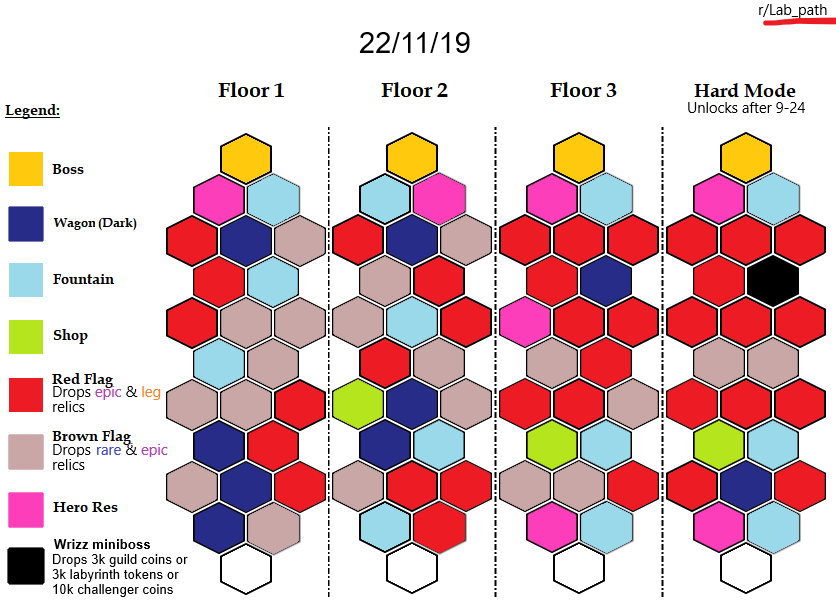 r/Lab_path
22/11/19
Floor 1
Floor 2
Floor 3
Hard Mode
Unlocks after 9-24
Legend:
Boss
Wagon (Dark)
Fountain
Shop
Red Flag
Drops epic & leg
relics
Brown Flag
Drops rare & epic
relics
Hero Res
Wrizz miniboss
Drops 3k guild coins or
3k labyrinth tokens or
10k challenger coins